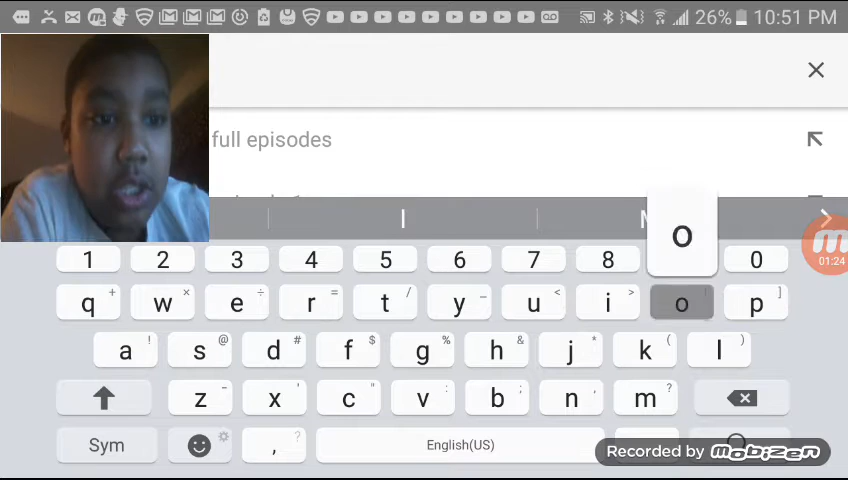 26% 10:51 PM
full episodes
I
o
01:24
1 2 3 4 5 6 7 8 0
q + w × e ÷ r = t / y _ u < i > o p ]
a ! s @ d # f $ g % h & j * k ( l )
z - x ' c " v : b ; n , m ?
Sym , ? English(US)
Recorded by mobizen